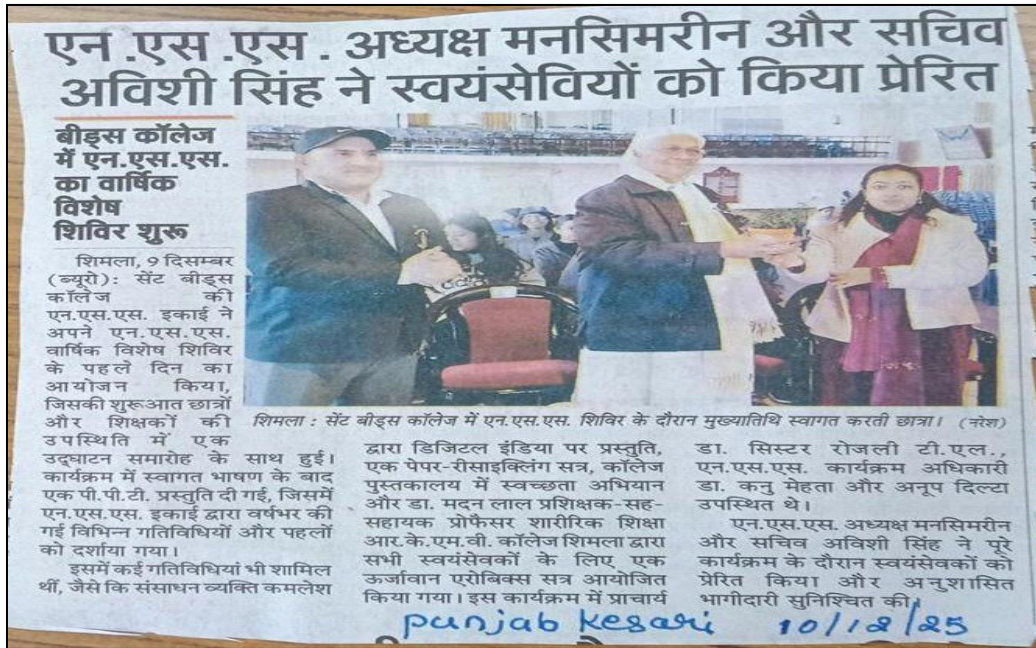 एन.एस.एस. अध्यक्ष मनसिमरीन और सचिव
अविशी सिंह ने स्वयंसेवियों को किया प्रेरित
बीड्स कॉलेज
में एन.एस.एस.
का वार्षिक
विशेष
शिविर शुरू
शिमला, 9 दिसम्बर
(ब्यूरो): सेंट बीड्स
कॉलेज की
एन.एस.एस. इकाई ने
अपने एन.एस.एस.
वार्षिक विशेष शिविर
के पहले दिन का
आयोजन किया,
जिसकी शुरूआत छात्रों
और शिक्षकों की
उपस्थिति में एक
उद्घाटन समारोह के साथ हुई।
कार्यक्रम में स्वागत भाषण के बाद
एक पी.पी.टी. प्रस्तुति दी गई, जिसमें
एन.एस.एस. इकाई द्वारा वर्षभर की
गई विभिन्न गतिविधियों और पहलों
को दर्शाया गया।
इसमें कई गतिविधियां भी शामिल
थीं, जैसे कि संसाधन व्यक्ति कमलेश
शिमला : सेंट बीड्स कॉलेज में एन.एस.एस. शिविर के दौरान मुख्यातिथि स्वागत करती छात्रा। (नरेश)
द्वारा डिजिटल इंडिया पर प्रस्तुति,
एक पेपर-रीसाइक्लिंग सत्र, कॉलेज
पुस्तकालय में स्वच्छता अभियान
और डा. मदन लाल प्रशिक्षक-सह-
सहायक प्रोफैसर शारीरिक शिक्षा
आर.के.एम.वी. कॉलेज शिमला द्वारा
सभी स्वयंसेवकों के लिए एक
ऊर्जावान एरोबिक्स सत्र आयोजित
किया गया। इस कार्यक्रम में प्राचार्य
डा. सिस्टर रोजली टी.एल.,
एन.एस.एस. कार्यक्रम अधिकारी
डा. कनु मेहता और अनूप दिल्टा
उपस्थित थे।
एन.एस.एस. अध्यक्ष मनसिमरीन
और सचिव अविशी सिंह ने पूरे
कार्यक्रम के दौरान स्वयंसेवकों को
प्रेरित किया और अनुशासित
भागीदारी सुनिश्चित की।
punjab kesari 10/12/25